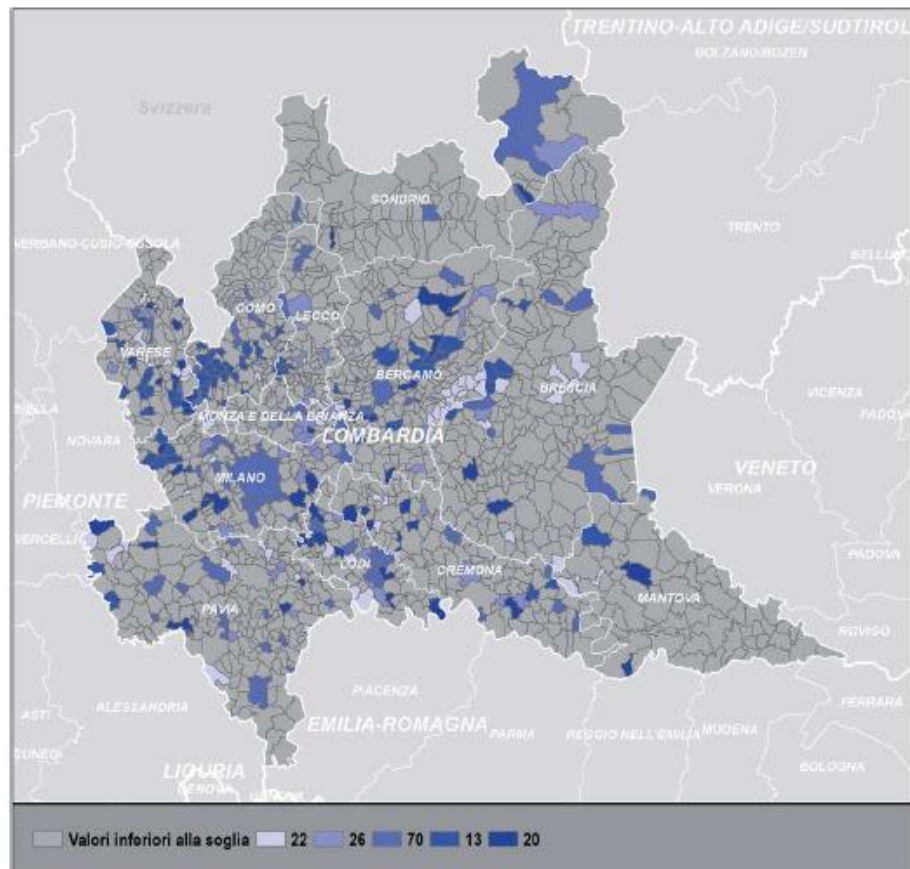 TRENTINO-ALTO ADIGE/SUDTIROL
BOLZANO/BOZEN
Svizzera
SONDRIO
TRENTO
VERBANO-CUSIO-OSSOLA
COMO
LECCO
VARESE
BERGAMO
BRESCIA
VICENZA
MONZA E DELLA BRIANZA
LOMBARDIA
NOVARA
MILANO
VENETO
VERONA
PIEMONTE
VERCELLI
PADOVA
LODI
CREMONA
MANTOVA
PAVIA
ROVIGO
PIACENZA
ALESSANDRIA
FERRARA
ASTI
EMILIA-ROMAGNA
PARMA
REGGIO NELL'EMILIA
MODENA
BOLOGNA
LIGURIA
GENOVA
Valori inferiori alla soglia 22 26 70 13 20